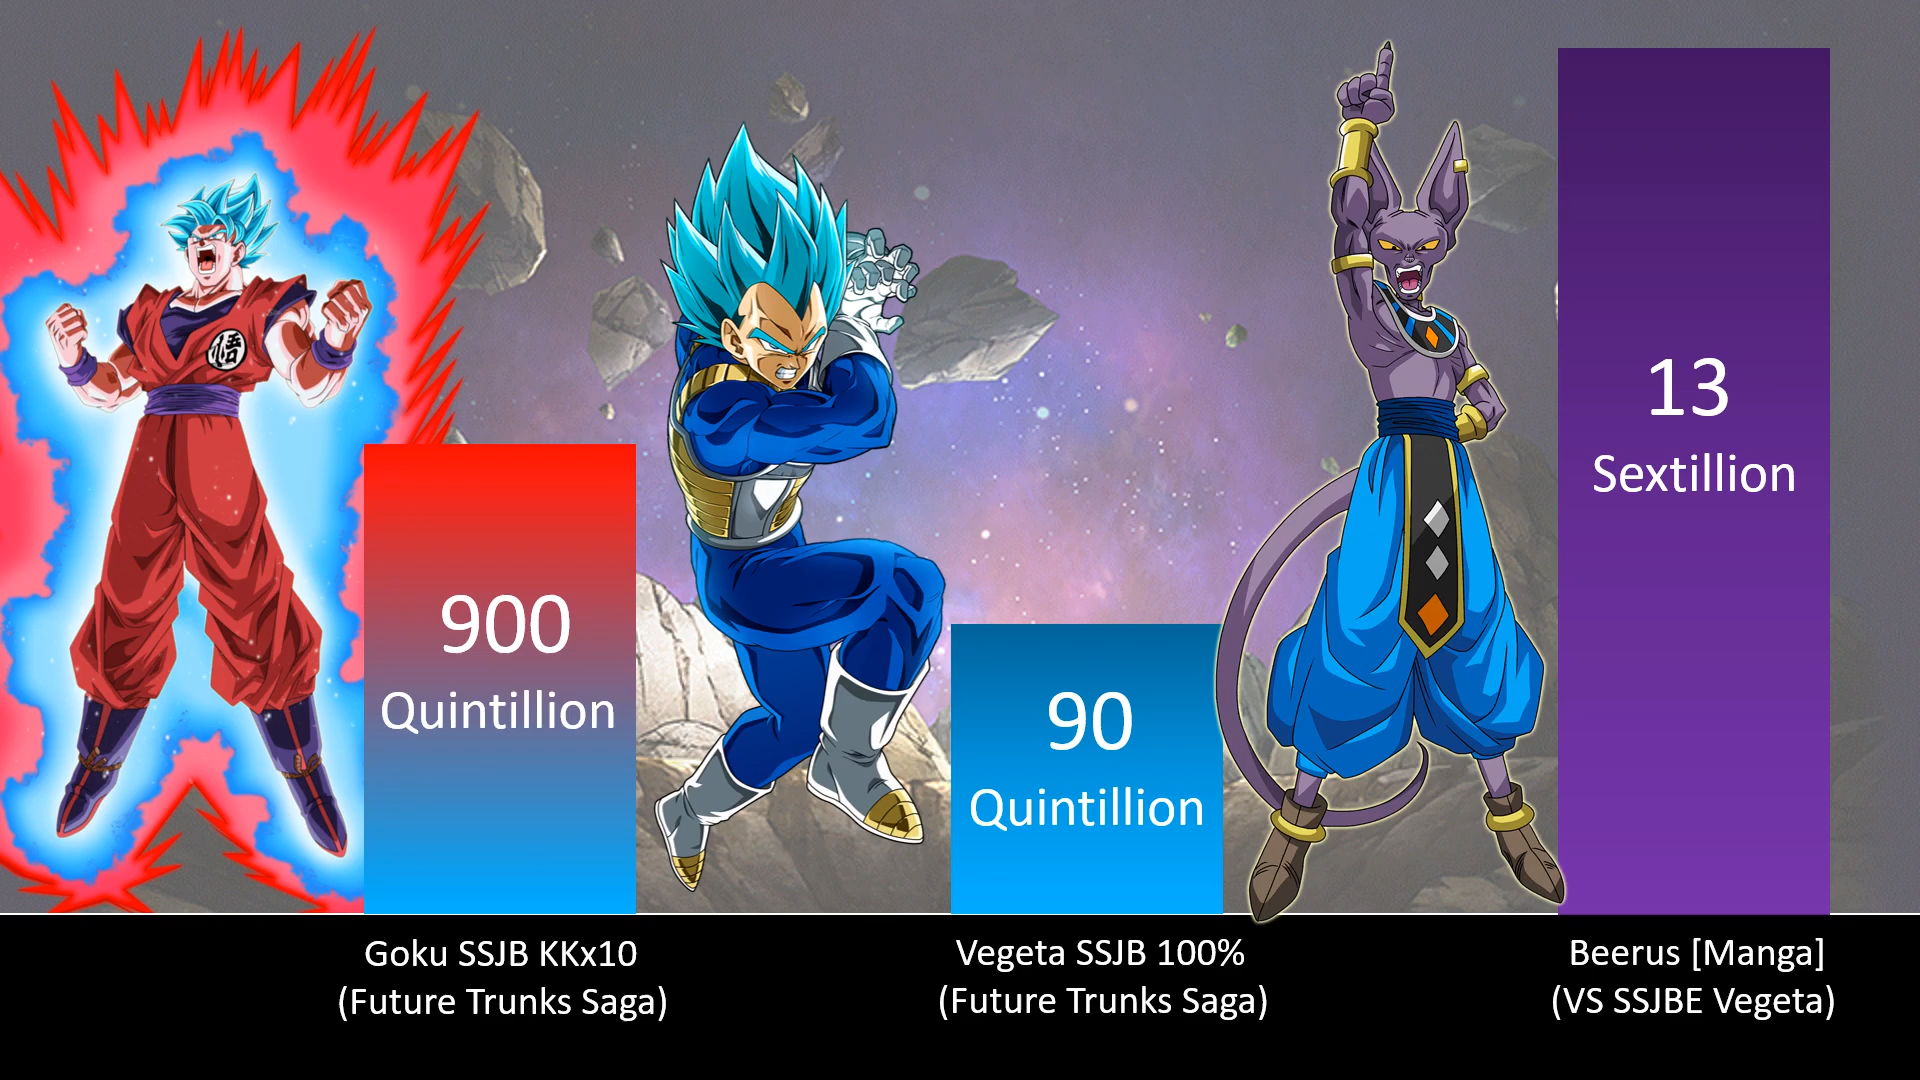 悟
900
Quintillion
90
Quintillion
13
Sextillion
Goku SSJB KKx10
(Future Trunks Saga)
Vegeta SSJB 100%
(Future Trunks Saga)
Beerus [Manga]
(VS SSJBE Vegeta)